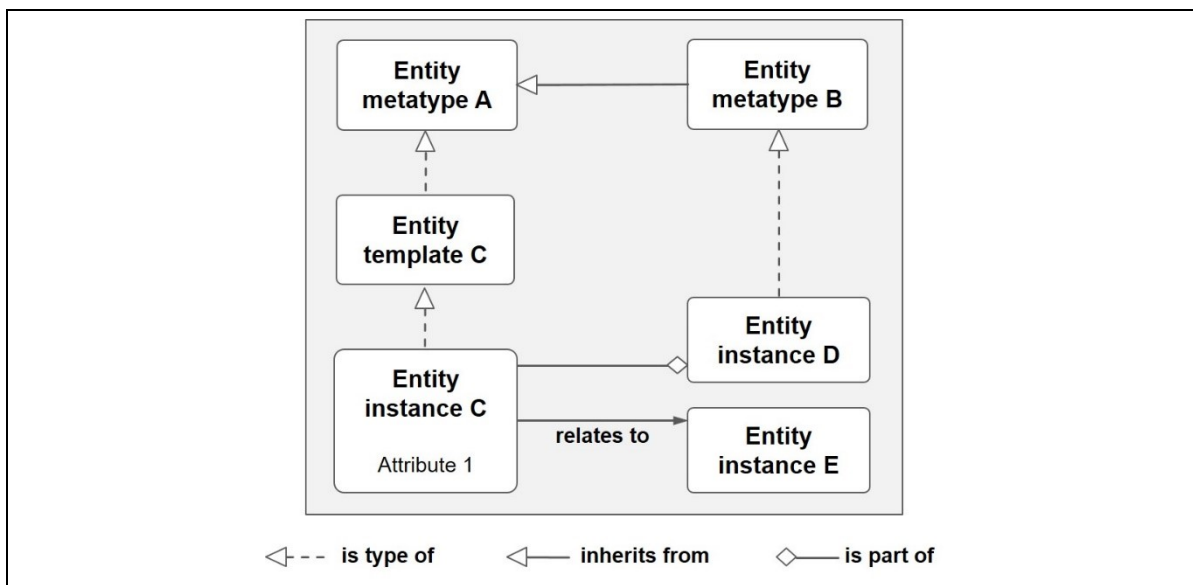 Entity
metatype A
Entity
metatype B
Entity
template C
Entity
instance D
Entity
instance C
Attribute 1
relates to
Entity
instance E
is type of
inherits from
is part of